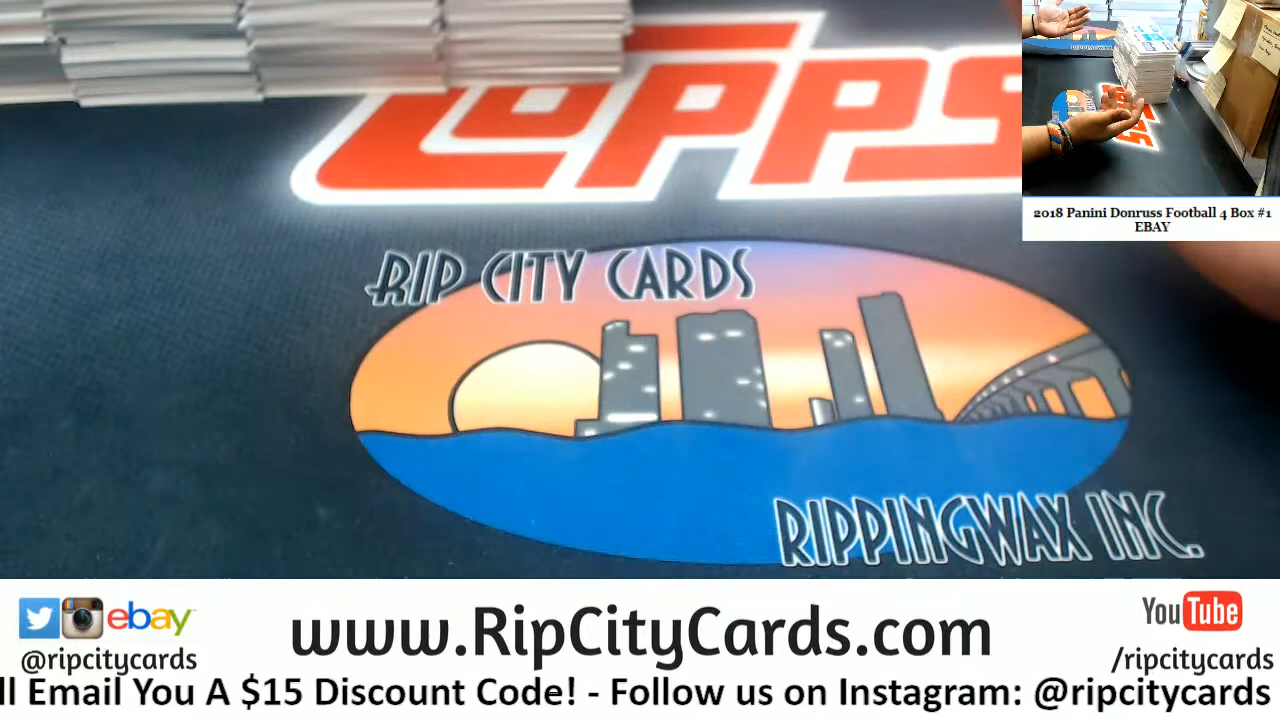 TOPPS
RIPPINGWAX
2018 Panini Donruss Football 4 Box #1
EBAY
RIP CITY CARDS
RIPPINGWAX INC.
ebay
www.RipCityCards.com
YouTube
@ripcitycards
/ripcitycards
ll Email You A $15 Discount Code! - Follow us on Instagram: @ripcitycards